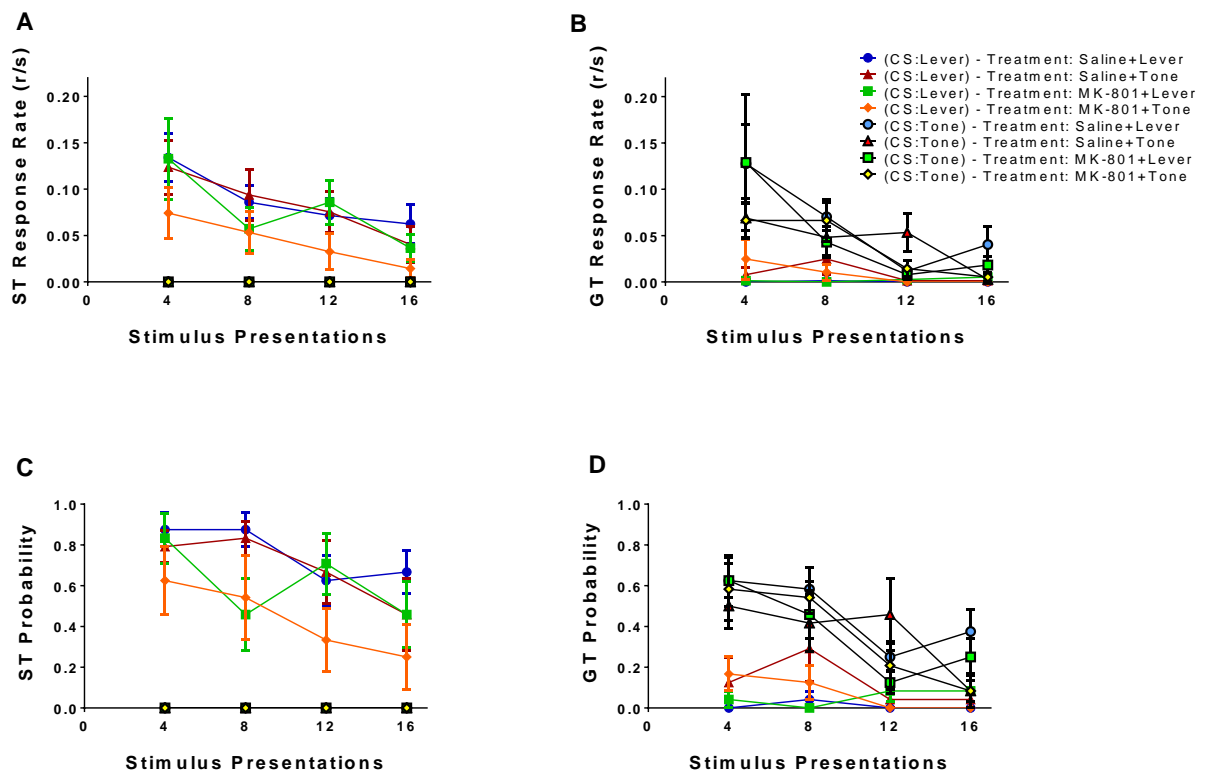 A
ST Response Rate (r/s)
0.20
0.15
0.10
0.05
0.00
0 4 8 12 16
Stimulus Presentations
B
GT Response Rate (r/s)
0.20
0.15
0.10
0.05
0.00
0 4 8 12 16
Stimulus Presentations
(CS:Lever) - Treatment: Saline+Lever
(CS:Lever) - Treatment: Saline+Tone
(CS:Lever) - Treatment: MK-801+Lever
(CS:Lever) - Treatment: MK-801+Tone
(CS:Tone) - Treatment: Saline+Lever
(CS:Tone) - Treatment: Saline+Tone
(CS:Tone) - Treatment: MK-801+Lever
(CS:Tone) - Treatment: MK-801+Tone
C
ST Probability
1.0
0.8
0.6
0.4
0.2
0.0
0 4 8 12 16
Stimulus Presentations
D
GT Probability
1.0
0.8
0.6
0.4
0.2
0.0
0 4 8 12 16
Stimulus Presentations